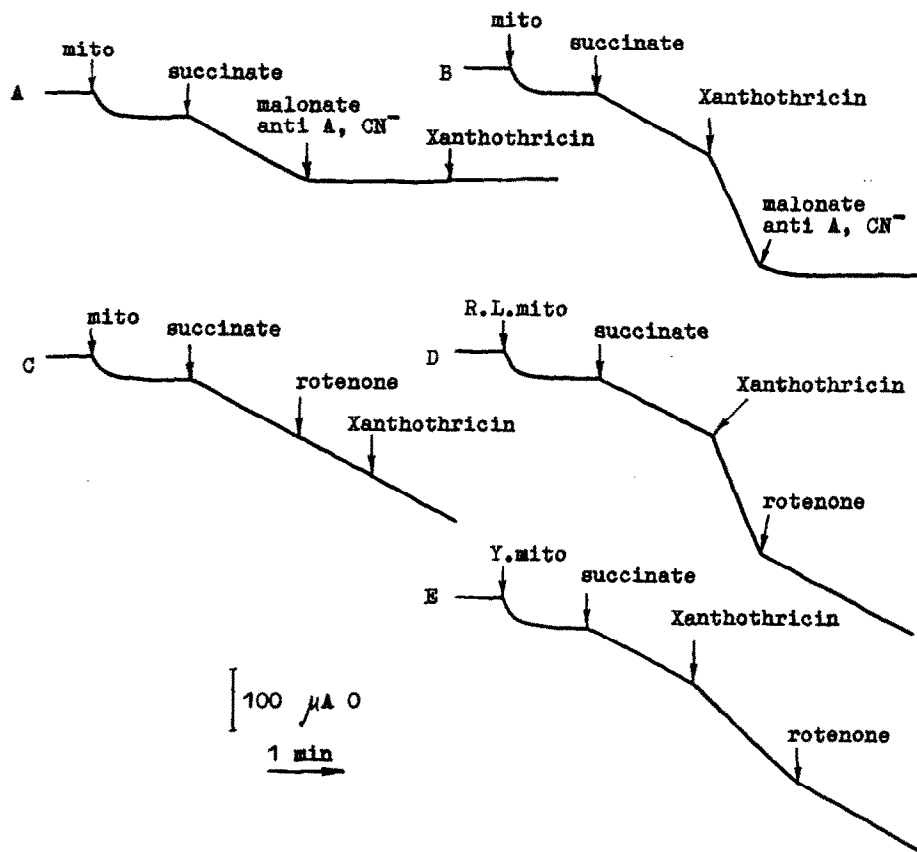 A
mito
succinate
malonate
anti A, CN⁻
Xanthothricin
B
mito
succinate
Xanthothricin
malonate
anti A, CN⁻
C
mito
succinate
rotenone
Xanthothricin
D
R.L.mito
succinate
Xanthothricin
rotenone
E
Y.mito
succinate
Xanthothricin
rotenone
100 μA O
1 min